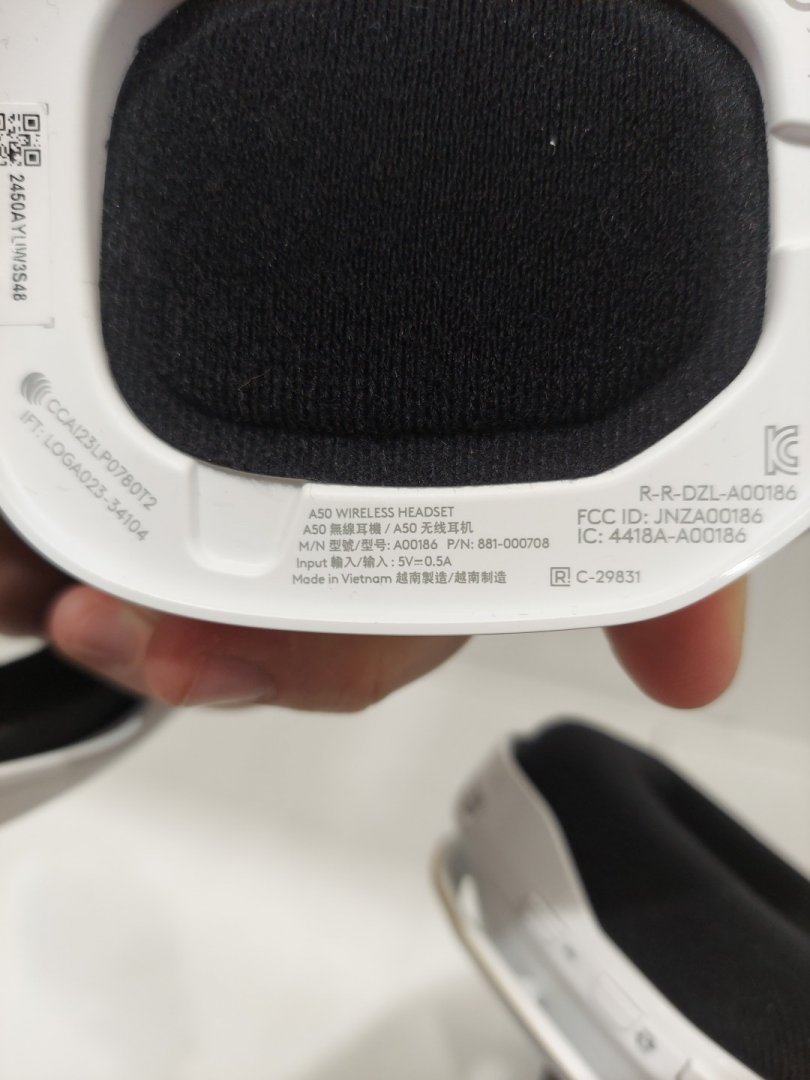 2450AYLW3S48
CCAI23LP0780T2
IFT: LOGA023-34104
A50 WIRELESS HEADSET
A50 無線耳機 / A50 无线耳机
M/N 型號/型号: A00186 P/N: 881-000708
Input 輸入/输入 : 5V⎓0.5A
Made in Vietnam 越南製造/越南制造
R-R-DZL-A00186
FCC ID: JNZA00186
IC: 4418A-A00186
R C-29831